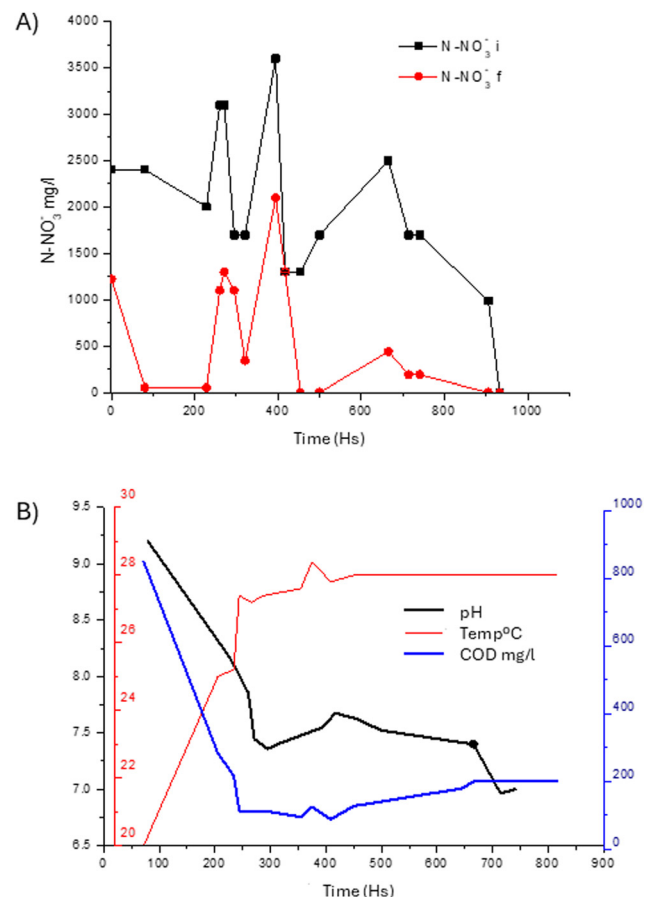 A)
4000
3500
3000
2500
2000
1500
1000
500
0
N-NO₃⁻ mg/l
N-NO₃⁻ i
N-NO₃⁻ f
0 200 400 600 800 1000
Time (Hs)
B)
9.5
9.0
8.5
8.0
7.5
7.0
6.5
30
28
26
24
22
20
pH
TempºC
COD mg/l
1000
800
600
400
200
0
0 100 200 300 400 500 600 700 800 900
Time (Hs)